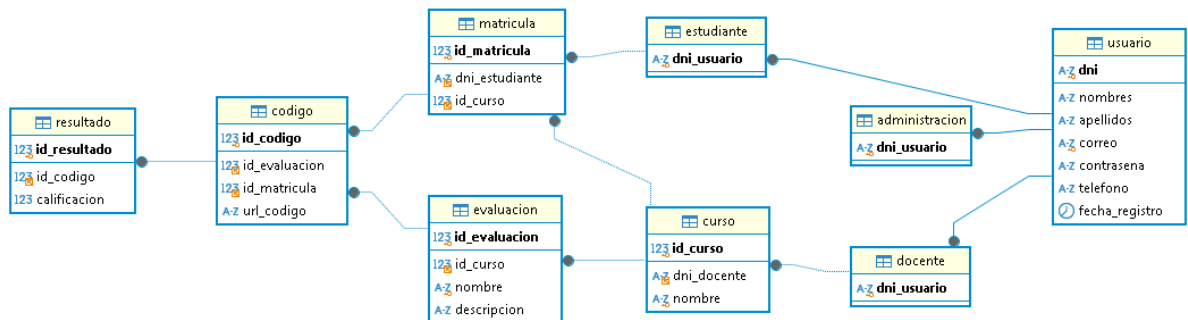 matricula
123 id_matricula
A-Z dni_estudiante
123 id_curso
estudiante
A-Z dni_usuario
usuario
A-Z dni
A-Z nombres
A-Z apellidos
A-Z correo
A-Z contrasena
A-Z telefono
fecha_registro
resultado
123 id_resultado
123 id_codigo
123 calificacion
codigo
123 id_codigo
123 id_evaluacion
123 id_matricula
A-Z url_codigo
administracion
A-Z dni_usuario
evaluacion
123 id_evaluacion
123 id_curso
A-Z nombre
A-Z descripcion
curso
123 id_curso
A-Z dni_docente
A-Z nombre
docente
A-Z dni_usuario